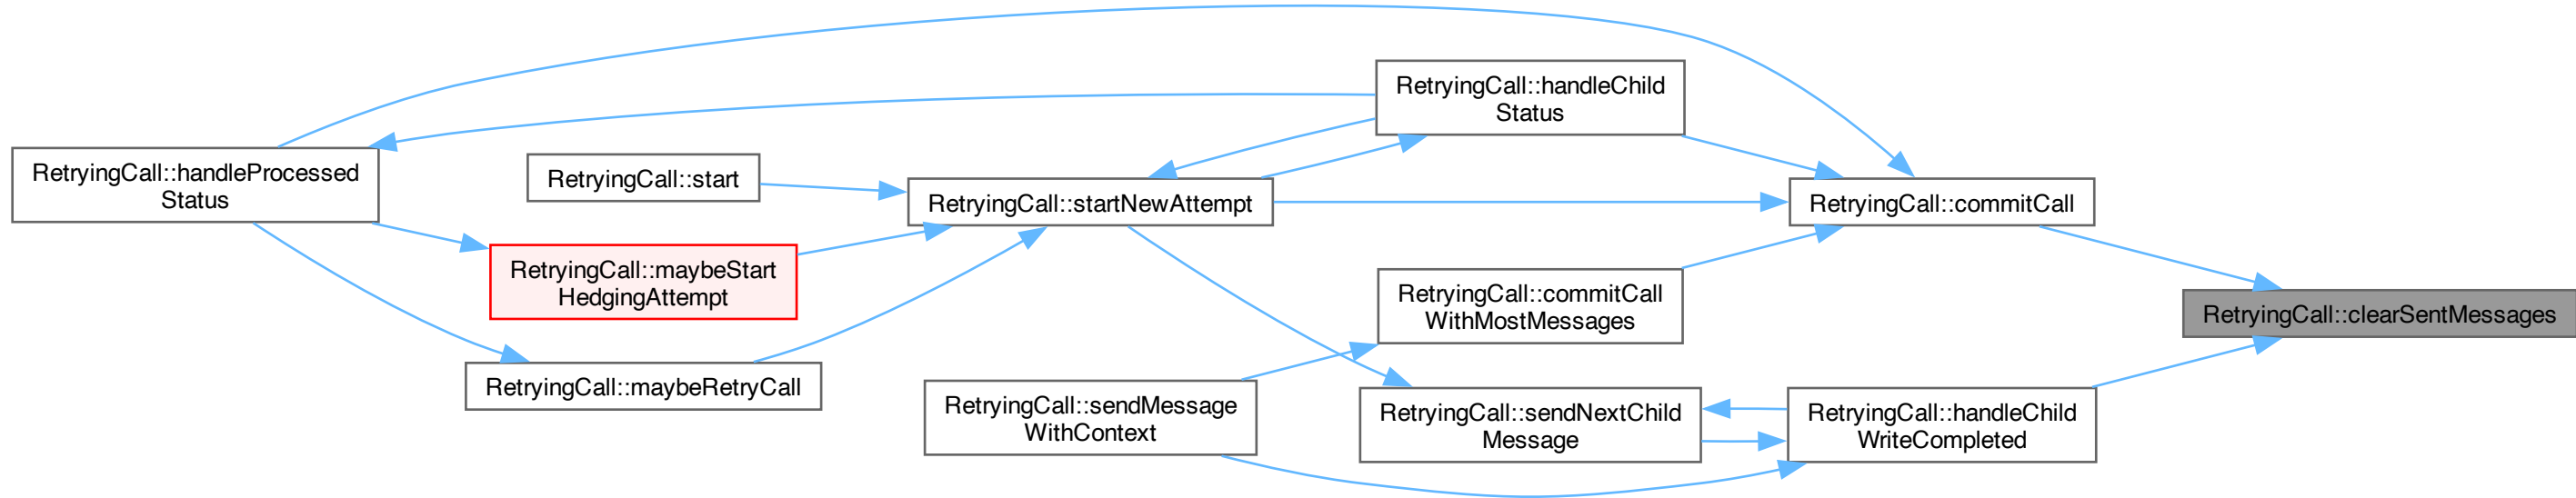 RetryingCall::handleProcessed
Status
RetryingCall::start
RetryingCall::maybeStart
HedgingAttempt
RetryingCall::maybeRetryCall
RetryingCall::startNewAttempt
RetryingCall::sendMessage
WithContext
RetryingCall::handleChild
Status
RetryingCall::commitCall
WithMostMessages
RetryingCall::sendNextChild
Message
RetryingCall::commitCall
RetryingCall::handleChild
WriteCompleted
RetryingCall::clearSentMessages